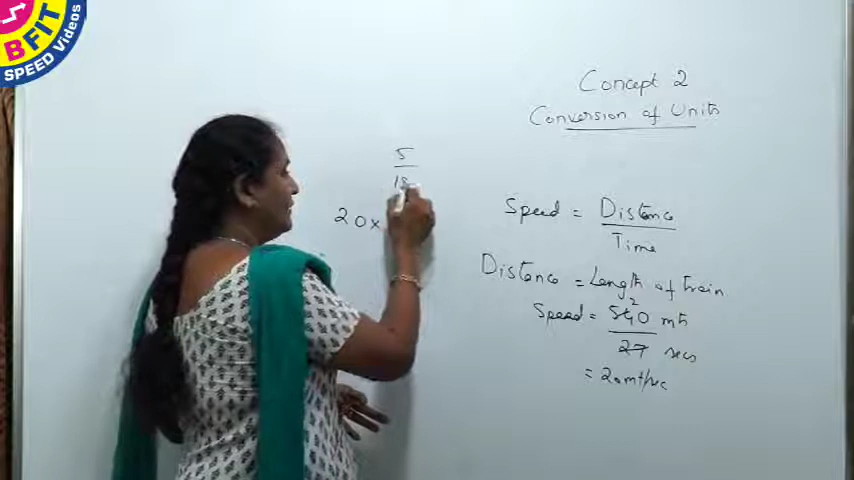 BFIT
SPEED Videos
Concept 2
Conversion of Units
5
18
20 x
Speed = Distance
Time
Distance = Length of Train
2
Speed = 540 mts
27 secs
= 20mt/sec